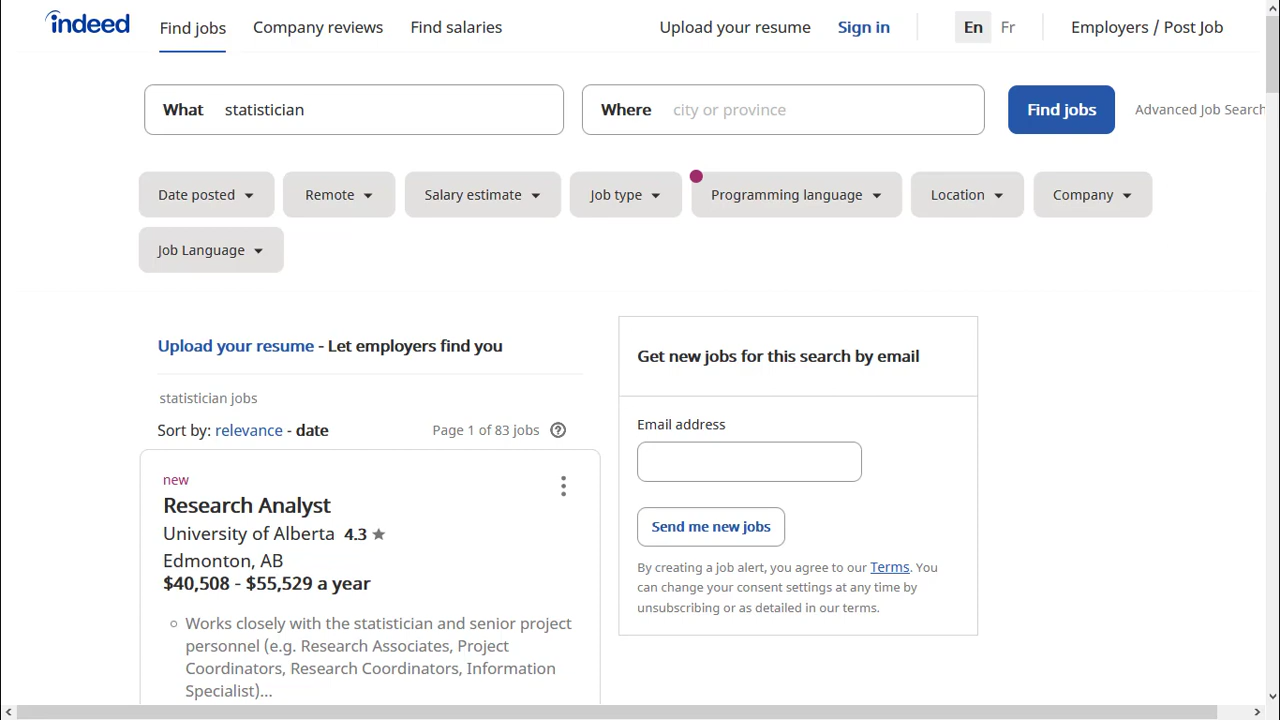 indeed
Find jobs Company reviews Find salaries Upload your resume Sign in En Fr Employers / Post Job
What statistician Where city or province Find jobs Advanced Job Search
Date posted Remote Salary estimate Job type Programming language Location Company
Job Language
Upload your resume - Let employers find you
statistician jobs
Sort by: relevance - date Page 1 of 83 jobs
new
Research Analyst
University of Alberta 4.3
Edmonton, AB
$40,508 - $55,529 a year
Works closely with the statistician and senior project
personnel (e.g. Research Associates, Project
Coordinators, Research Coordinators, Information
Specialist)...
Get new jobs for this search by email
Email address
Send me new jobs
By creating a job alert, you agree to our Terms. You
can change your consent settings at any time by
unsubscribing or as detailed in our terms.